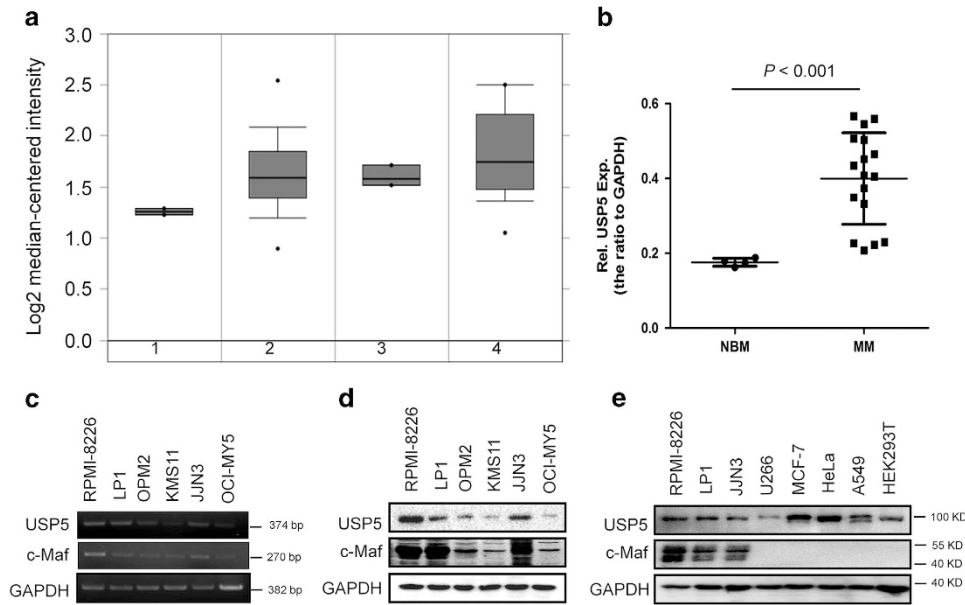 a
Log2 median-centered intensity
3.0
2.5
2.0
1.5
1.0
0.5
0.0
1 2 3 4
b
P < 0.001
Rel. USP5 Exp.
(the ratio to GAPDH)
0.6
0.4
0.2
0.0
NBM MM
c
RPMI-8226 LP1 OPM2 KMS11 JJN3 OCI-MY5
USP5 374 bp
c-Maf 270 bp
GAPDH 382 bp
d
RPMI-8226 LP1 OPM2 KMS11 JJN3 OCI-MY5
USP5
c-Maf
GAPDH
e
RPMI-8226 LP1 JJN3 U266 MCF-7 HeLa A549 HEK293T
USP5 100 KD
c-Maf 55 KD
40 KD
GAPDH 40 KD